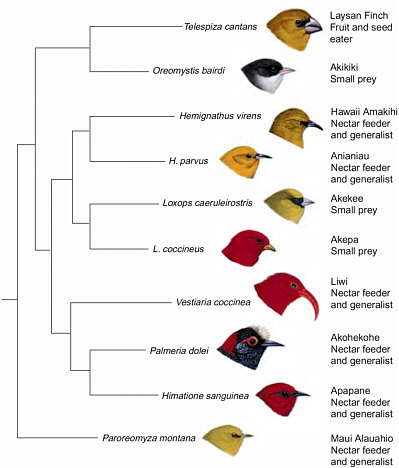 Telespiza cantans
Laysan Finch
Fruit and seed
eater
Oreomystis bairdi
Akikiki
Small prey
Hemignathus virens
Hawaii Amakihi
Nectar feeder
and generalist
H. parvus
Anianiau
Nectar feeder
and generalist
Loxops caeruleirostris
Akekee
Small prey
L. coccineus
Akepa
Small prey
Vestiaria coccinea
Liwi
Nectar feeder
and generalist
Palmeria dolei
Akohekohe
Nectar feeder
and generalist
Himatione sanguinea
Apapane
Nectar feeder
and generalist
Paroreomyza montana
Maui Alauahio
Nectar feeder
and generalist